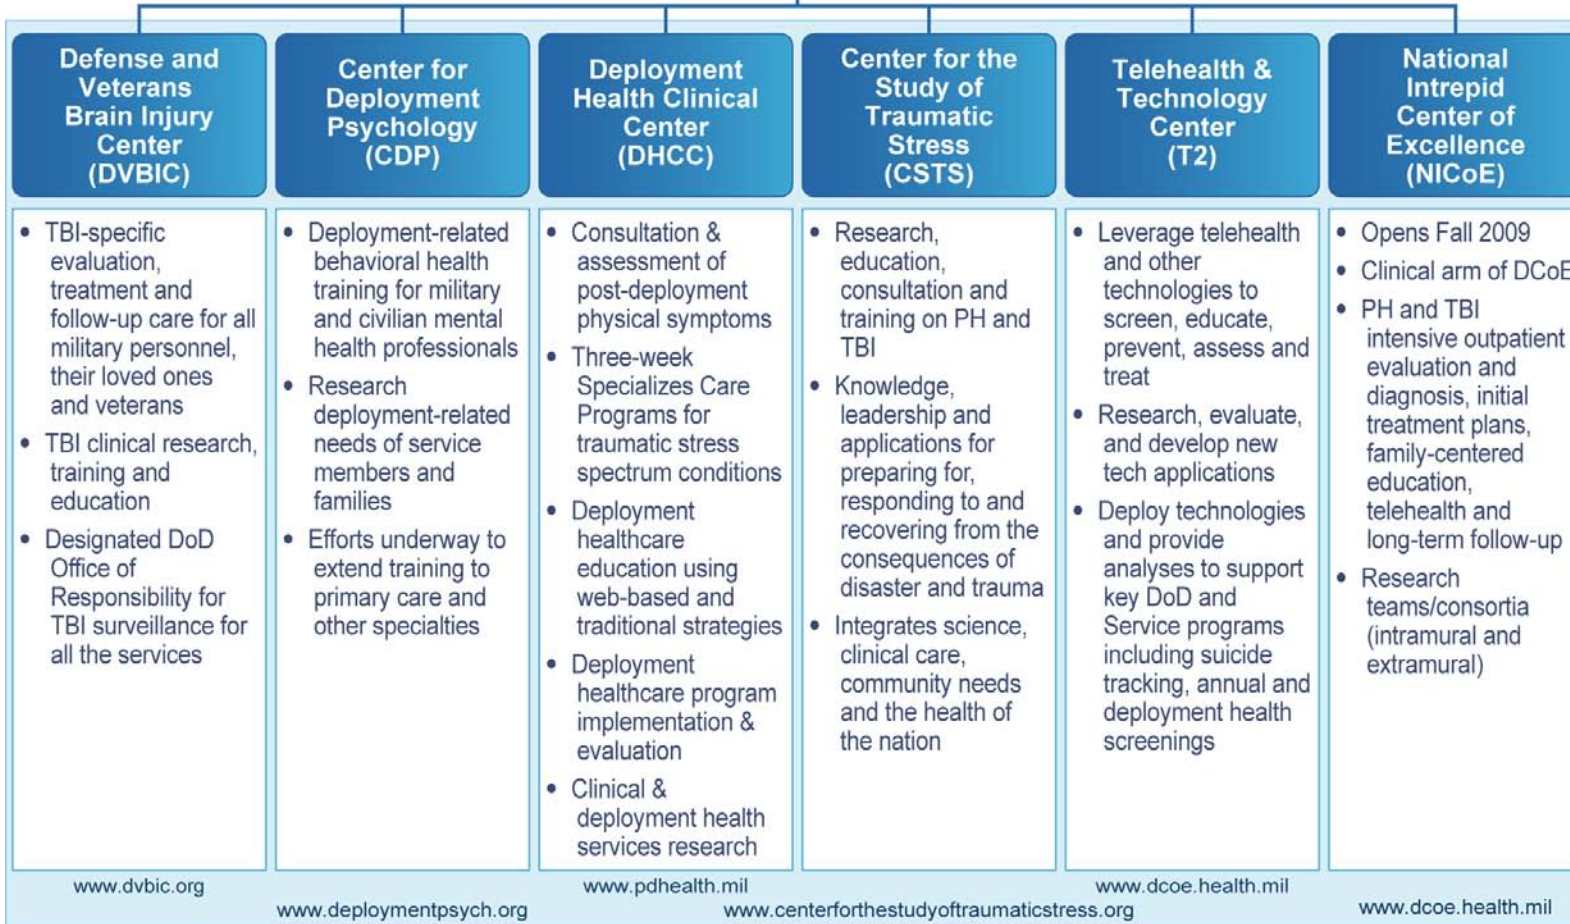 Defense and
Veterans
Brain Injury
Center
(DVBIC)
• TBI-specific
evaluation,
treatment and
follow-up care for all
military personnel,
their loved ones
and veterans
• TBI clinical research,
training and
education
• Designated DoD
Office of
Responsibility for
TBI surveillance for
all the services
www.dvbic.org
Center for
Deployment
Psychology
(CDP)
• Deployment-related
behavioral health
training for military
and civilian mental
health professionals
• Research
deployment-related
needs of service
members and
families
• Efforts underway to
extend training to
primary care and
other specialties
www.deploymentpsych.org
Deployment
Health Clinical
Center
(DHCC)
• Consultation &
assessment of
post-deployment
physical symptoms
• Three-week
Specializes Care
Programs for
traumatic stress
spectrum conditions
• Deployment
healthcare
education using
web-based and
traditional strategies
• Deployment
healthcare program
implementation &
evaluation
• Clinical &
deployment health
services research
www.pdhealth.mil
Center for the
Study of
Traumatic
Stress
(CSTS)
• Research,
education,
consultation and
training on PH and
TBI
• Knowledge,
leadership and
applications for
preparing for,
responding to and
recovering from the
consequences of
disaster and trauma
• Integrates science,
clinical care,
community needs
and the health of
the nation
www.centerforthestudyoftraumaticstress.org
Telehealth &
Technology
Center
(T2)
• Leverage telehealth
and other
technologies to
screen, educate,
prevent, assess and
treat
• Research, evaluate,
and develop new
tech applications
• Deploy technologies
and provide
analyses to support
key DoD and
Service programs
including suicide
tracking, annual and
deployment health
screenings
www.dcoe.health.mil
National
Intrepid
Center of
Excellence
(NICoE)
• Opens Fall 2009
• Clinical arm of DCoE
• PH and TBI
intensive outpatient
evaluation and
diagnosis, initial
treatment plans,
family-centered
education,
telehealth and
long-term follow-up
• Research
teams/consortia
(intramural and
extramural)
www.dcoe.health.mil